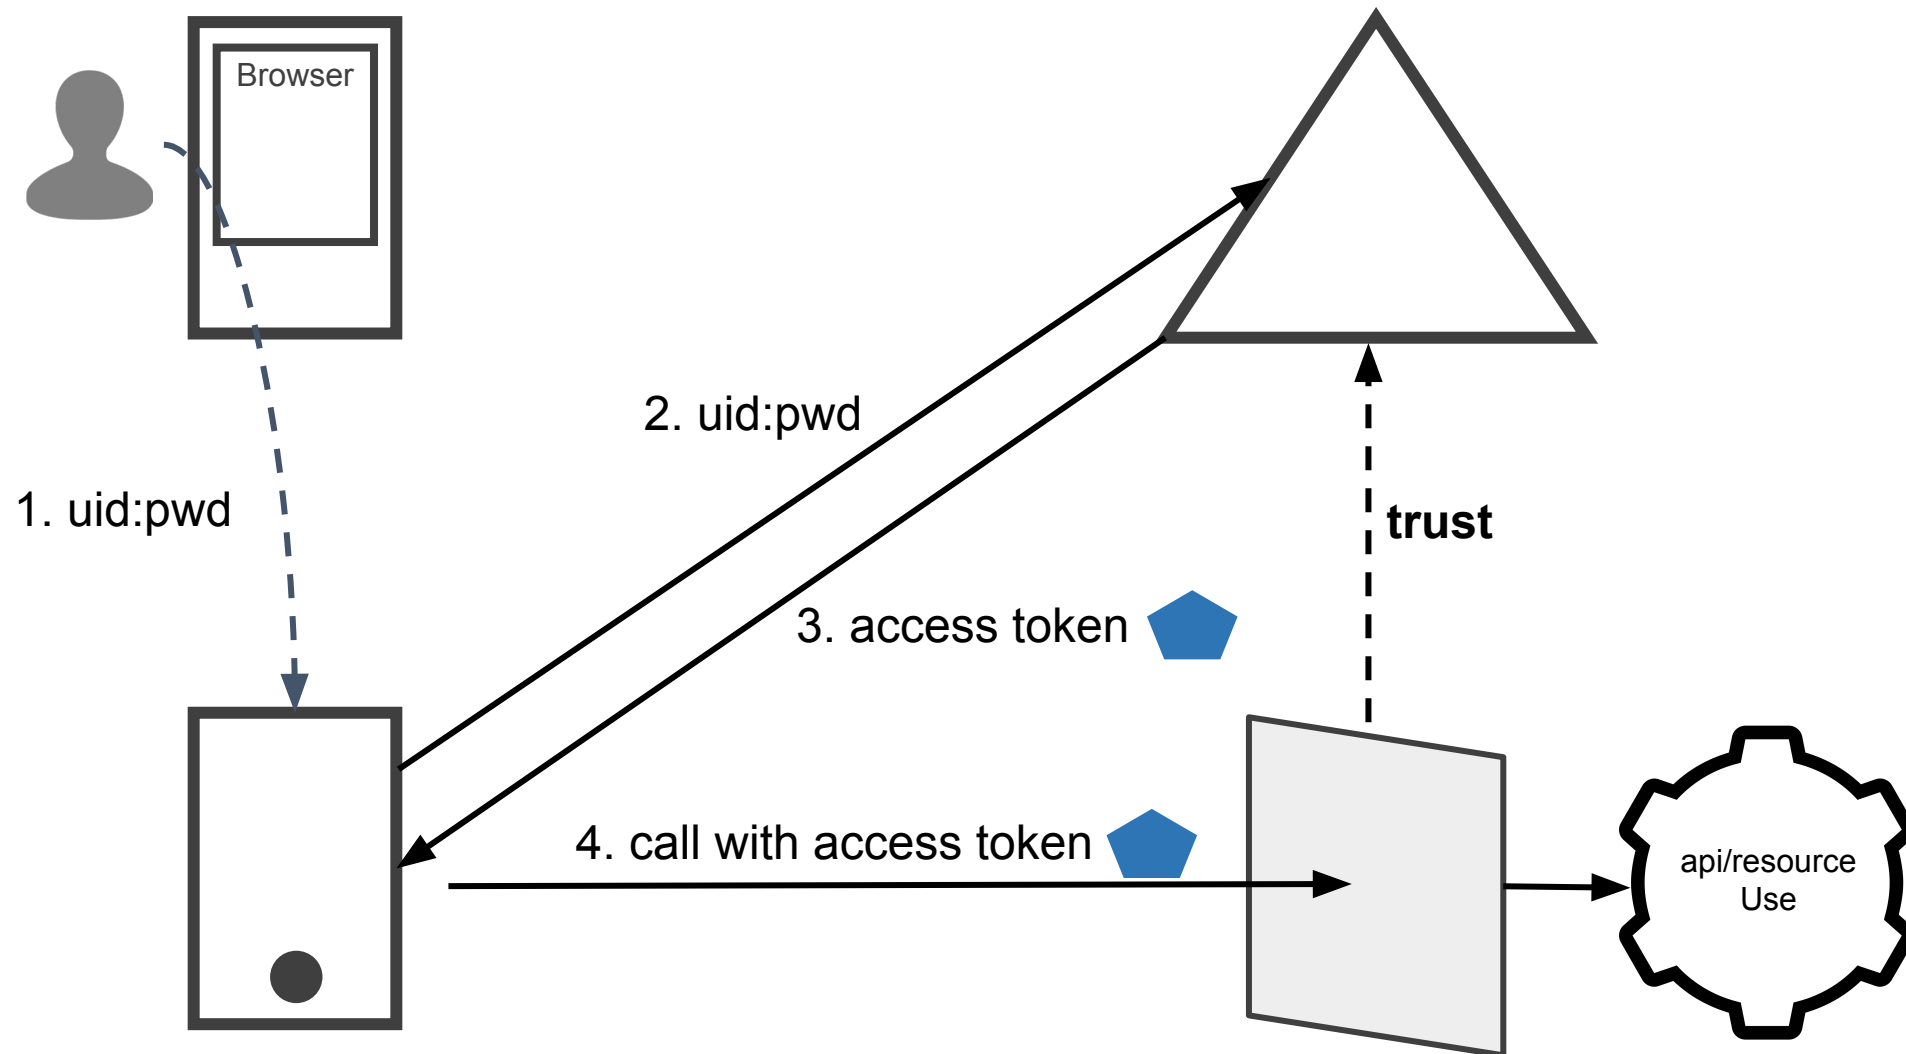 Browser
2. uid:pwd
1. uid:pwd
trust
3. access token
4. call with access token
api/resource
Use